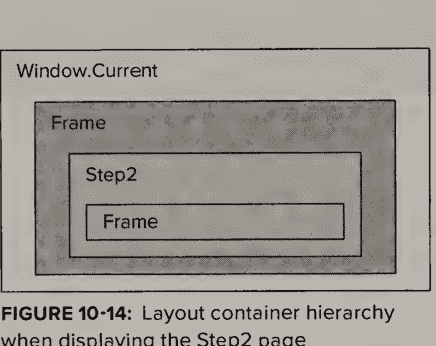 Window.Current
Frame
Step2
Frame
FIGURE 10-14: Layout container hierarchy
when displaying the Step2 page